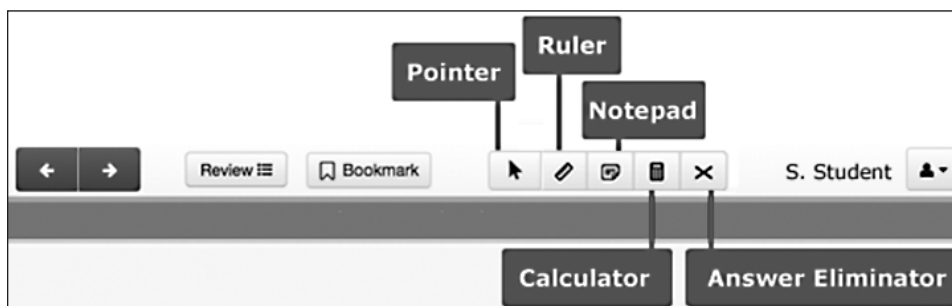 Ruler
Pointer
Notepad
Review
Bookmark
S. Student
Calculator
Answer Eliminator